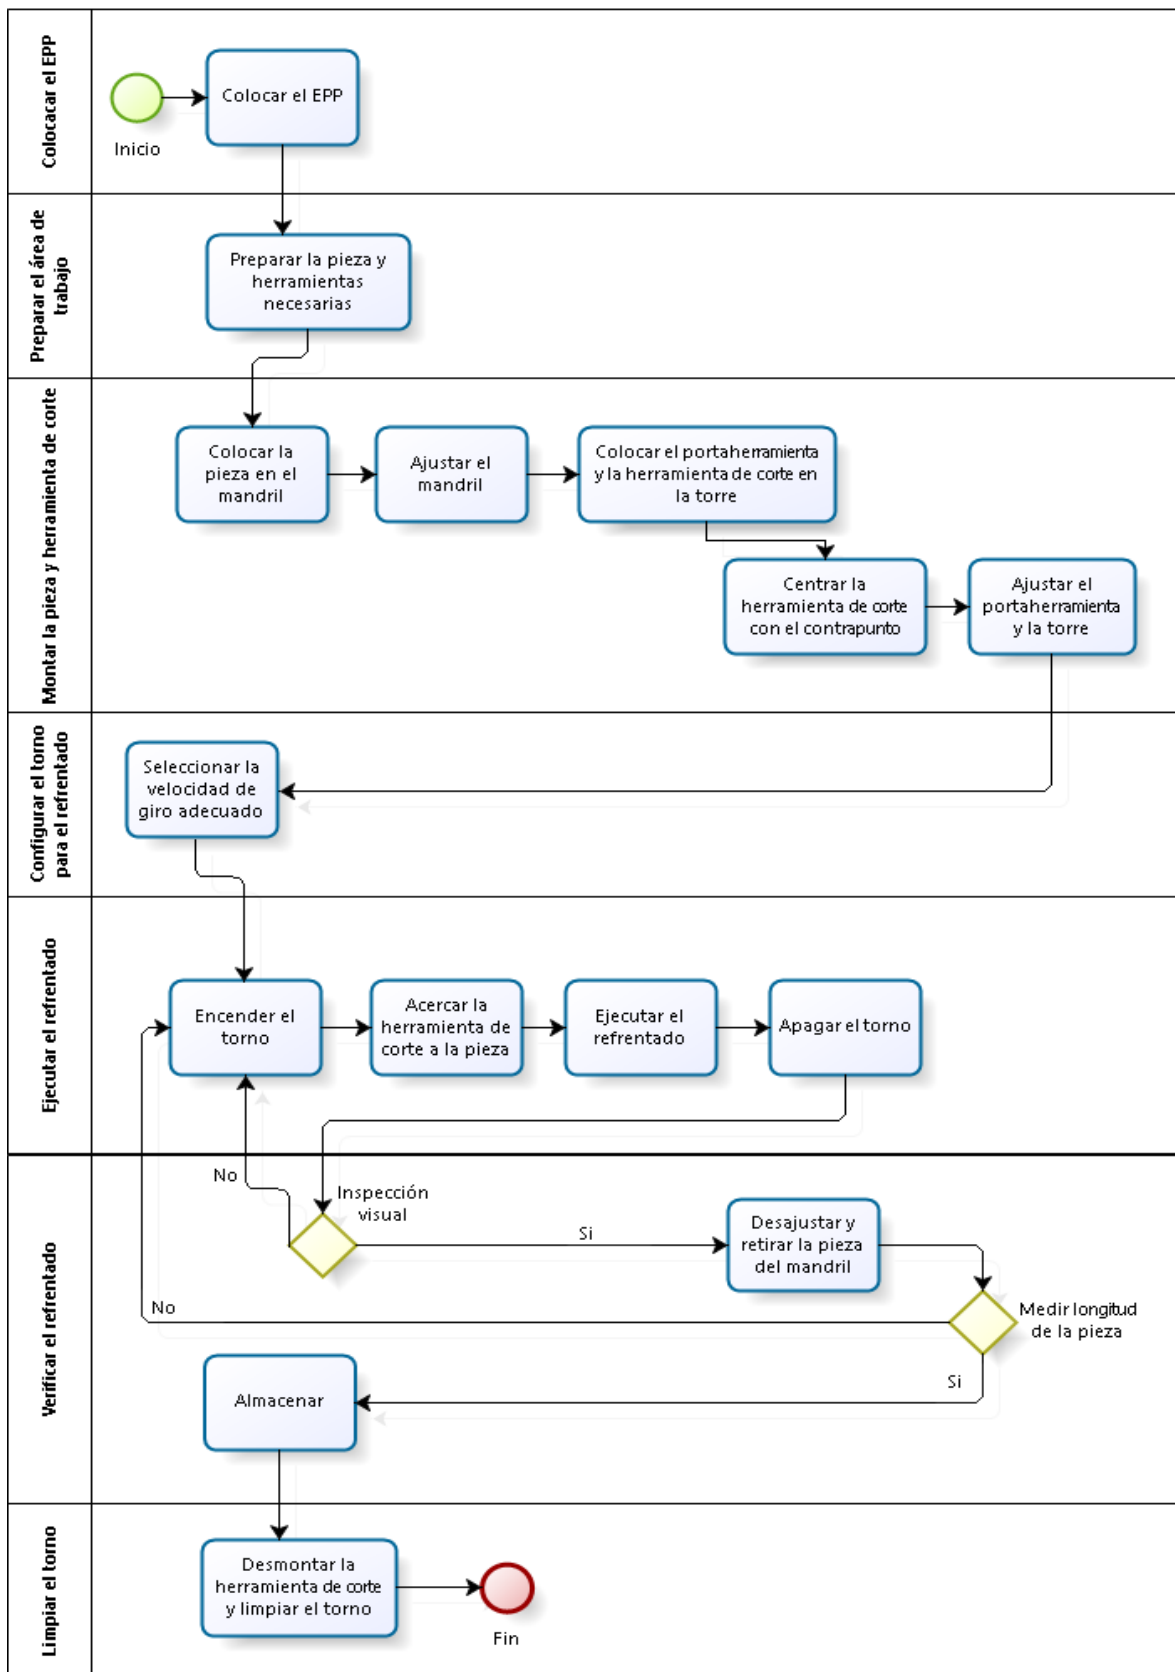 Colocacar el EPP
Inicio
Colocar el EPP
Preparar el área de
trabajo
Preparar la pieza y
herramientas
necesarias
Montar la pieza y herramienta de corte
Colocar la
pieza en el
mandril
Ajustar el
mandril
Colocar el portaherramienta
y la herramienta de corte en
la torre
Centrar la
herramienta de corte
con el contrapunto
Ajustar el
portaherramienta
y la torre
Configurar el torno
para el refrentado
Seleccionar la
velocidad de
giro adecuado
Ejecutar el refrentado
Encender el
torno
Acercar la
herramienta de
corte a la pieza
Ejecutar el
refrentado
Apagar el torno
Verificar el refrentado
No
Inspección
visual
Si
Desajustar y
retirar la pieza
del mandril
No
Medir longitud
de la pieza
Si
Almacenar
Limpiar el torno
Desmontar la
herramienta de corte
y limpiar el torno
Fin